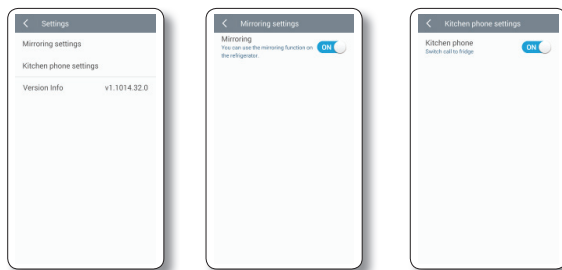 Settings
Mirroring settings
Kitchen phone settings
Version Info v1.1014.32.0
Mirroring settings
Mirroring
You can use the mirroring function on
the refrigerator.
ON
Kitchen phone settings
Kitchen phone
Switch call to fridge
ON